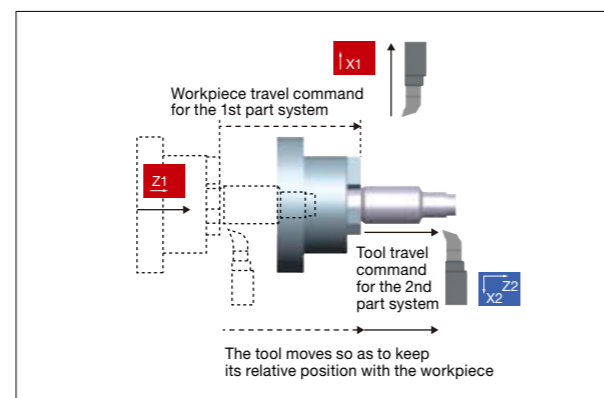 X1
Workpiece travel command
for the 1st part system
Z1
Tool travel
command
for the 2nd
part system
Z2
X2
The tool moves so as to keep
its relative position with the workpiece